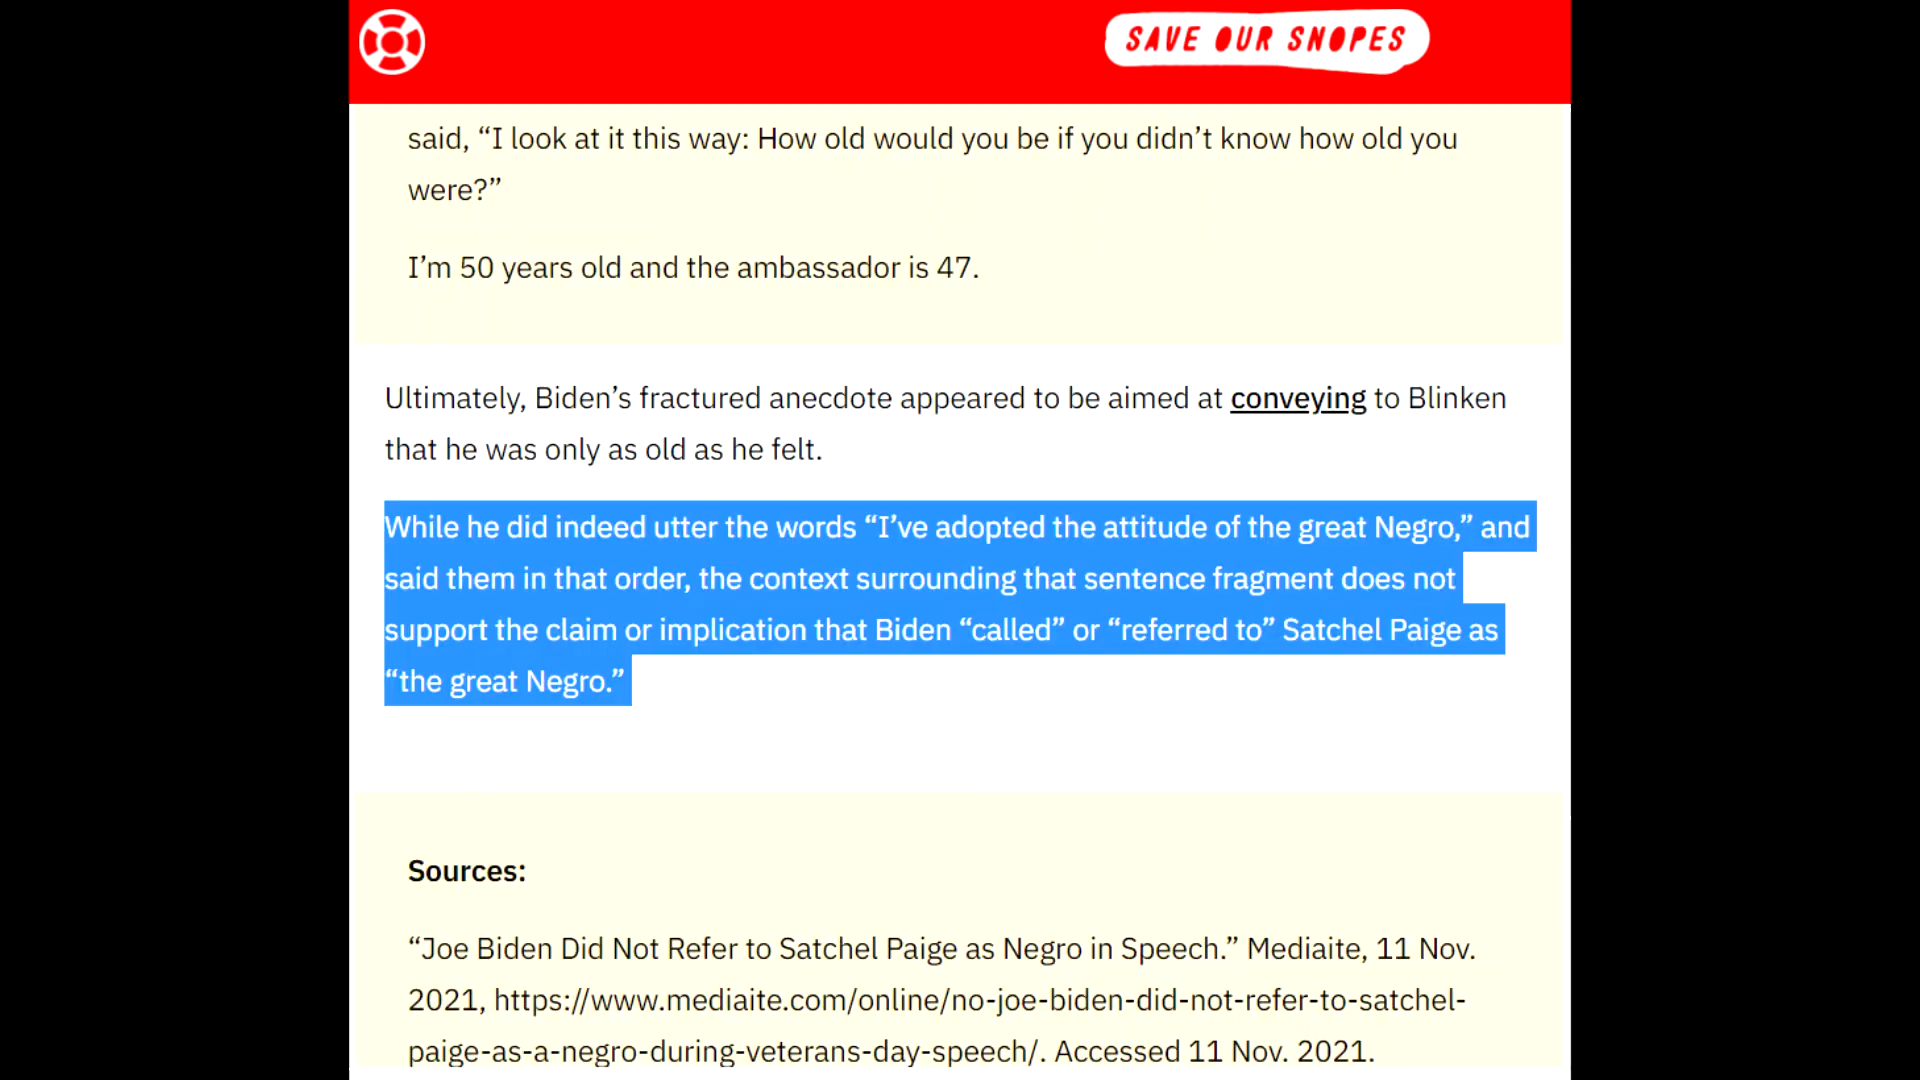 SAVE OUR SNOPES
said, “I look at it this way: How old would you be if you didn’t know how old you
were?”
I’m 50 years old and the ambassador is 47.
Ultimately, Biden’s fractured anecdote appeared to be aimed at conveying to Blinken
that he was only as old as he felt.
While he did indeed utter the words “I’ve adopted the attitude of the great Negro,” and
said them in that order, the context surrounding that sentence fragment does not
support the claim or implication that Biden “called” or “referred to” Satchel Paige as
“the great Negro.”
Sources:
“Joe Biden Did Not Refer to Satchel Paige as Negro in Speech.” Mediaite, 11 Nov.
2021, https://www.mediaite.com/online/no-joe-biden-did-not-refer-to-satchel-
paige-as-a-negro-during-veterans-day-speech/. Accessed 11 Nov. 2021.